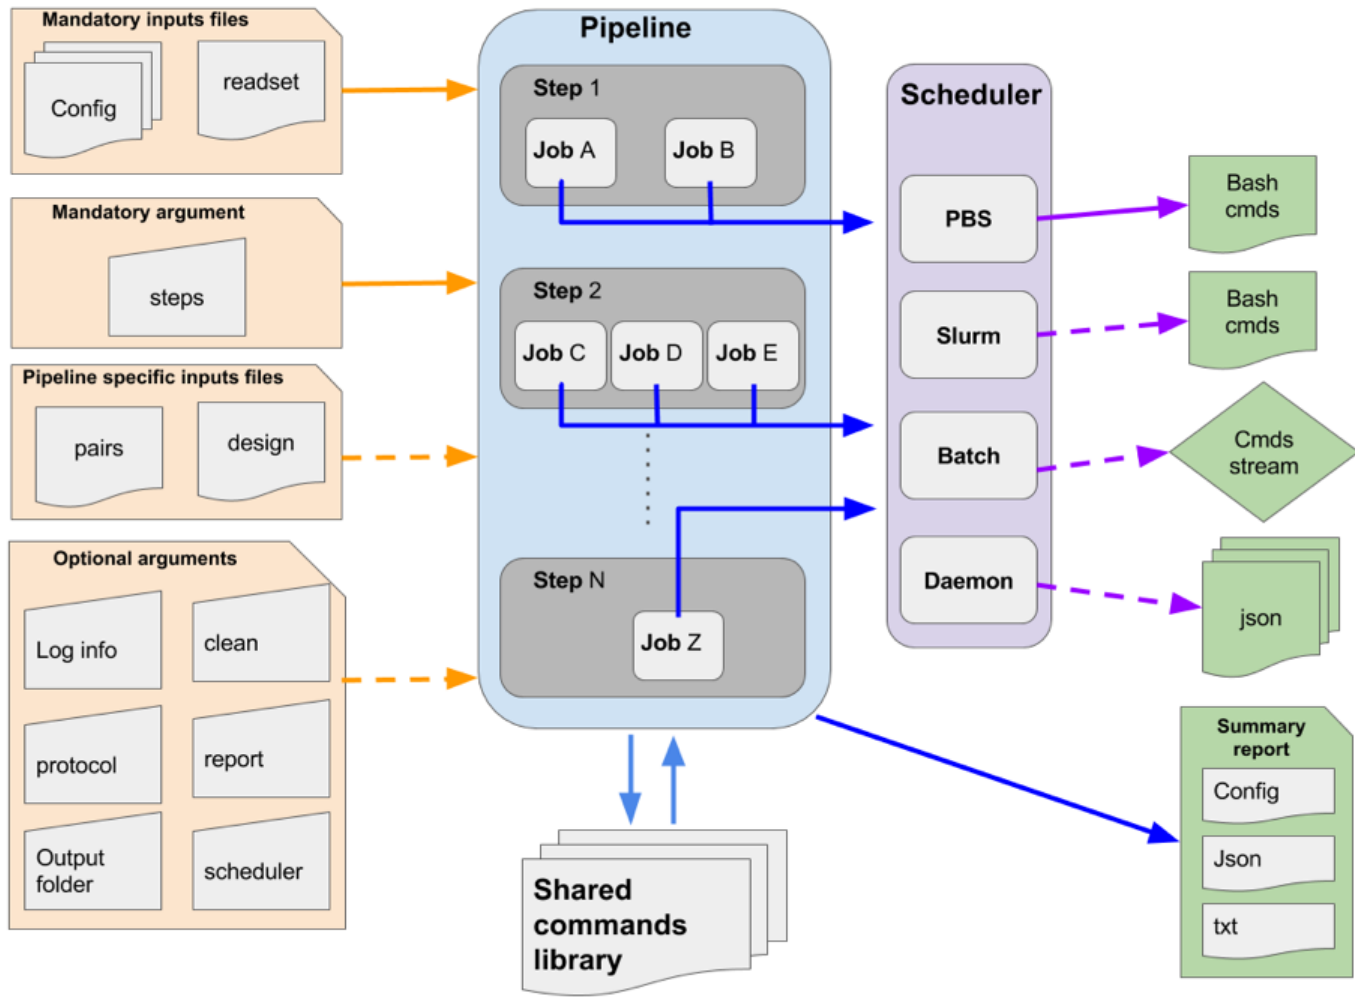 Mandatory inputs files
Config
readset
Mandatory argument
steps
Pipeline specific inputs files
pairs
design
Optional arguments
Log info
clean
protocol
report
Output
folder
scheduler
Pipeline
Step 1
Job A
Job B
Step 2
Job C
Job D
Job E
Step N
Job Z
Shared
commands
library
Scheduler
PBS
Slurm
Batch
Daemon
Bash
cmds
Bash
cmds
Cmds
stream
json
Summary
report
Config
Json
txt